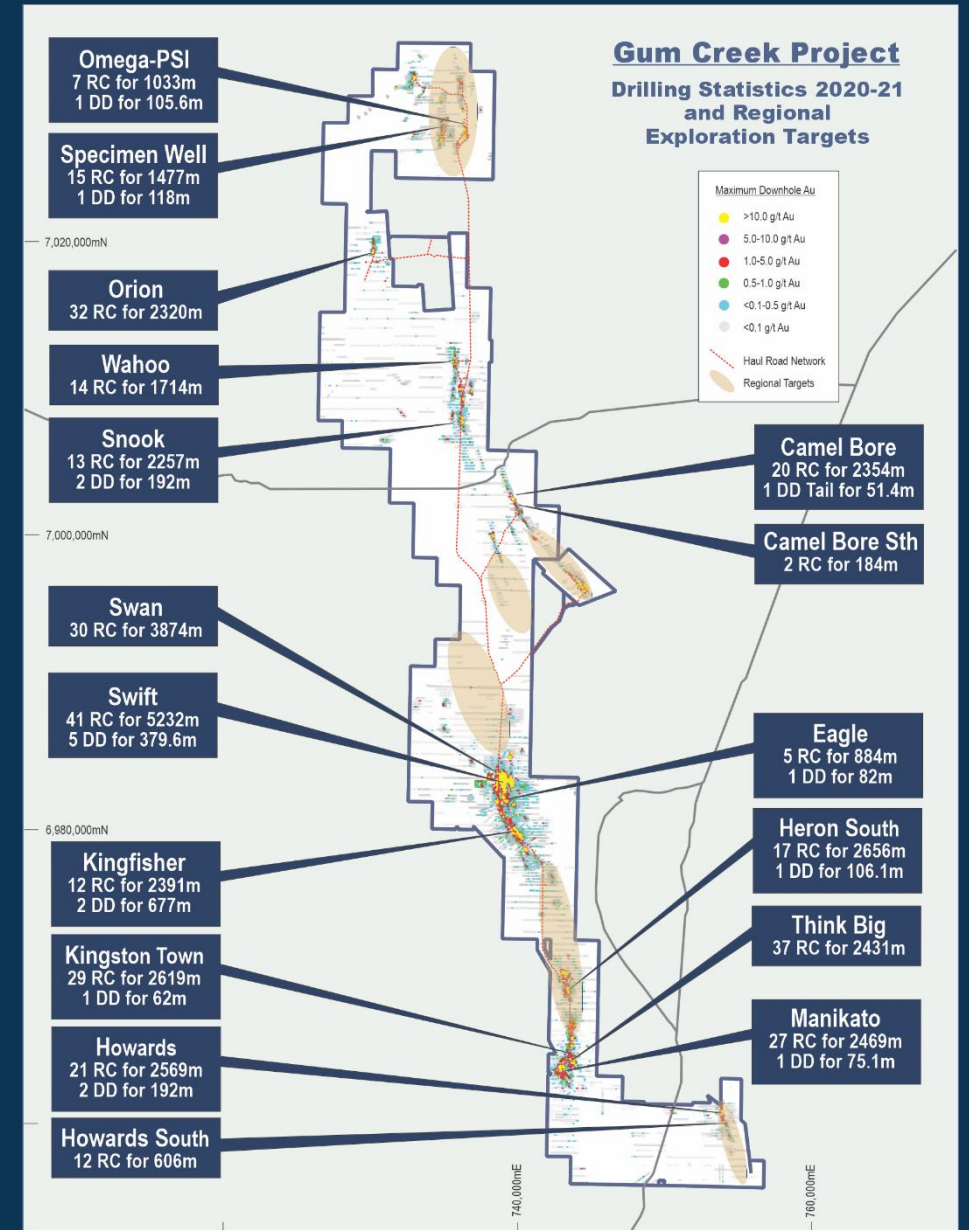 Gum Creek Project
Drilling Statistics 2020-21
and Regional
Exploration Targets
Maximum Downhole Au
>10.0 g/t Au
5.0-10.0 g/t Au
1.0-5.0 g/t Au
0.5-1.0 g/t Au
<0.1-0.5 g/t Au
<0.1 g/t Au
Haul Road Network
Regional Targets
Omega-PSI
7 RC for 1033m
1 DD for 105.6m
Specimen Well
15 RC for 1477m
1 DD for 118m
7,020,000mN
Orion
32 RC for 2320m
Wahoo
14 RC for 1714m
Snook
13 RC for 2257m
2 DD for 192m
Camel Bore
20 RC for 2354m
1 DD Tail for 51.4m
7,000,000mN
Camel Bore Sth
2 RC for 184m
Swan
30 RC for 3874m
Swift
41 RC for 5232m
5 DD for 379.6m
Eagle
5 RC for 884m
1 DD for 82m
6,980,000mN
Heron South
17 RC for 2656m
1 DD for 106.1m
Kingfisher
12 RC for 2391m
2 DD for 677m
Think Big
37 RC for 2431m
Kingston Town
29 RC for 2619m
1 DD for 62m
Manikato
27 RC for 2469m
1 DD for 75.1m
Howards
21 RC for 2569m
2 DD for 192m
Howards South
12 RC for 606m
740,000mE
760,000mE